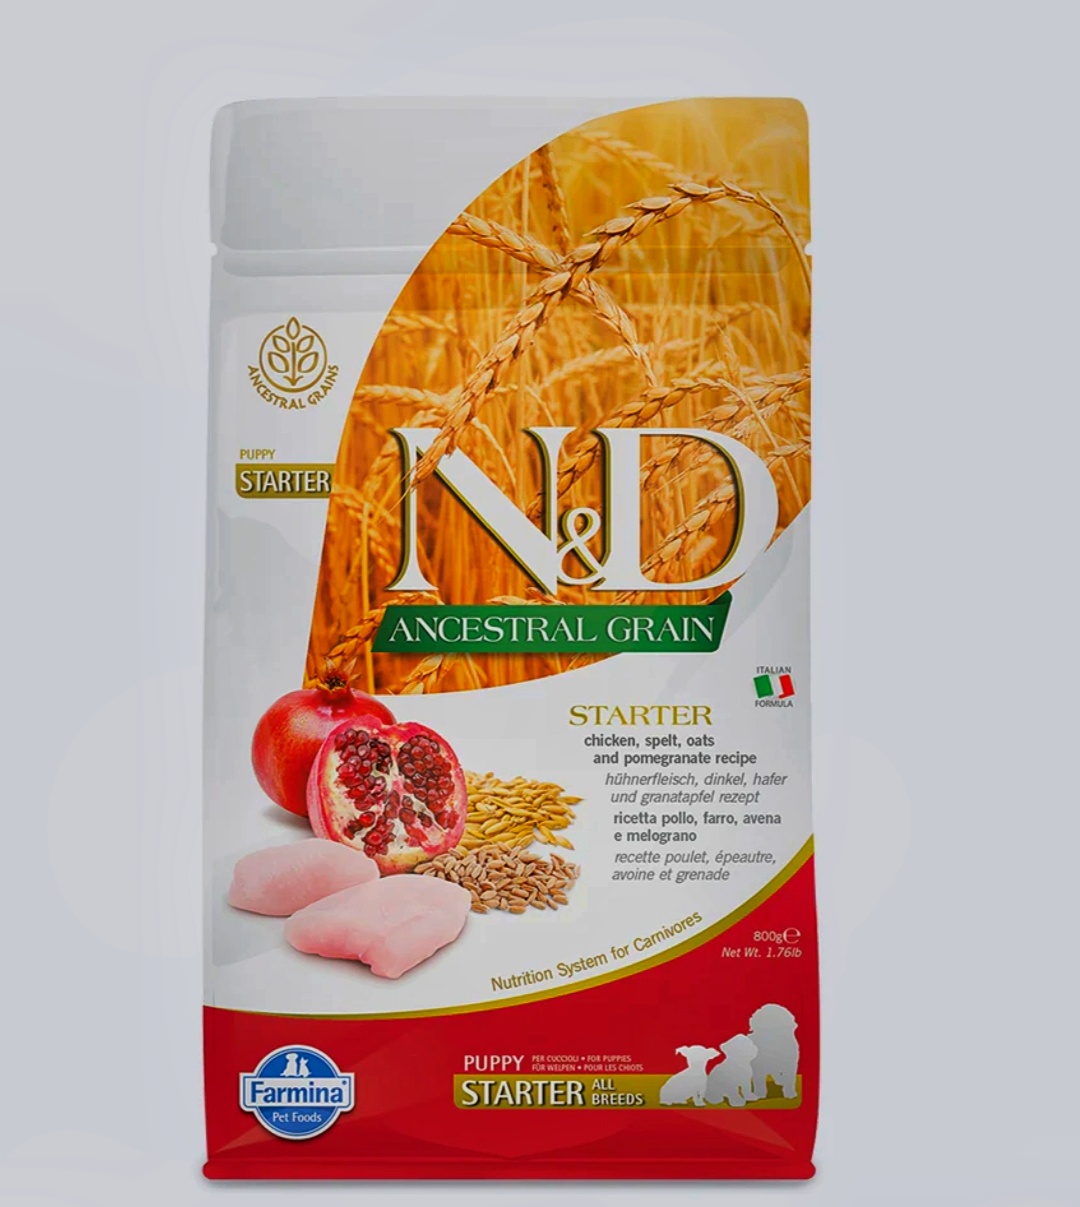 ANCESTRAL GRAINS
PUPPY
STARTER
N&D
ANCESTRAL GRAIN
ITALIAN
FORMULA
STARTER
chicken, spelt, oats
and pomegranate recipe
hühnerfleisch, dinkel, hafer
und granatapfel rezept
ricetta pollo, farro, avena
e melograno
recette poulet, épeautre,
avoine et grenade
Nutrition System for Carnivores
800g℮
Net Wt. 1.76lb
PUPPY
PER CUCCIOLI • FOR PUPPIES
FÜR WELPEN • POUR LES CHIOTS
STARTER
ALL
BREEDS
Farmina®
Pet Foods